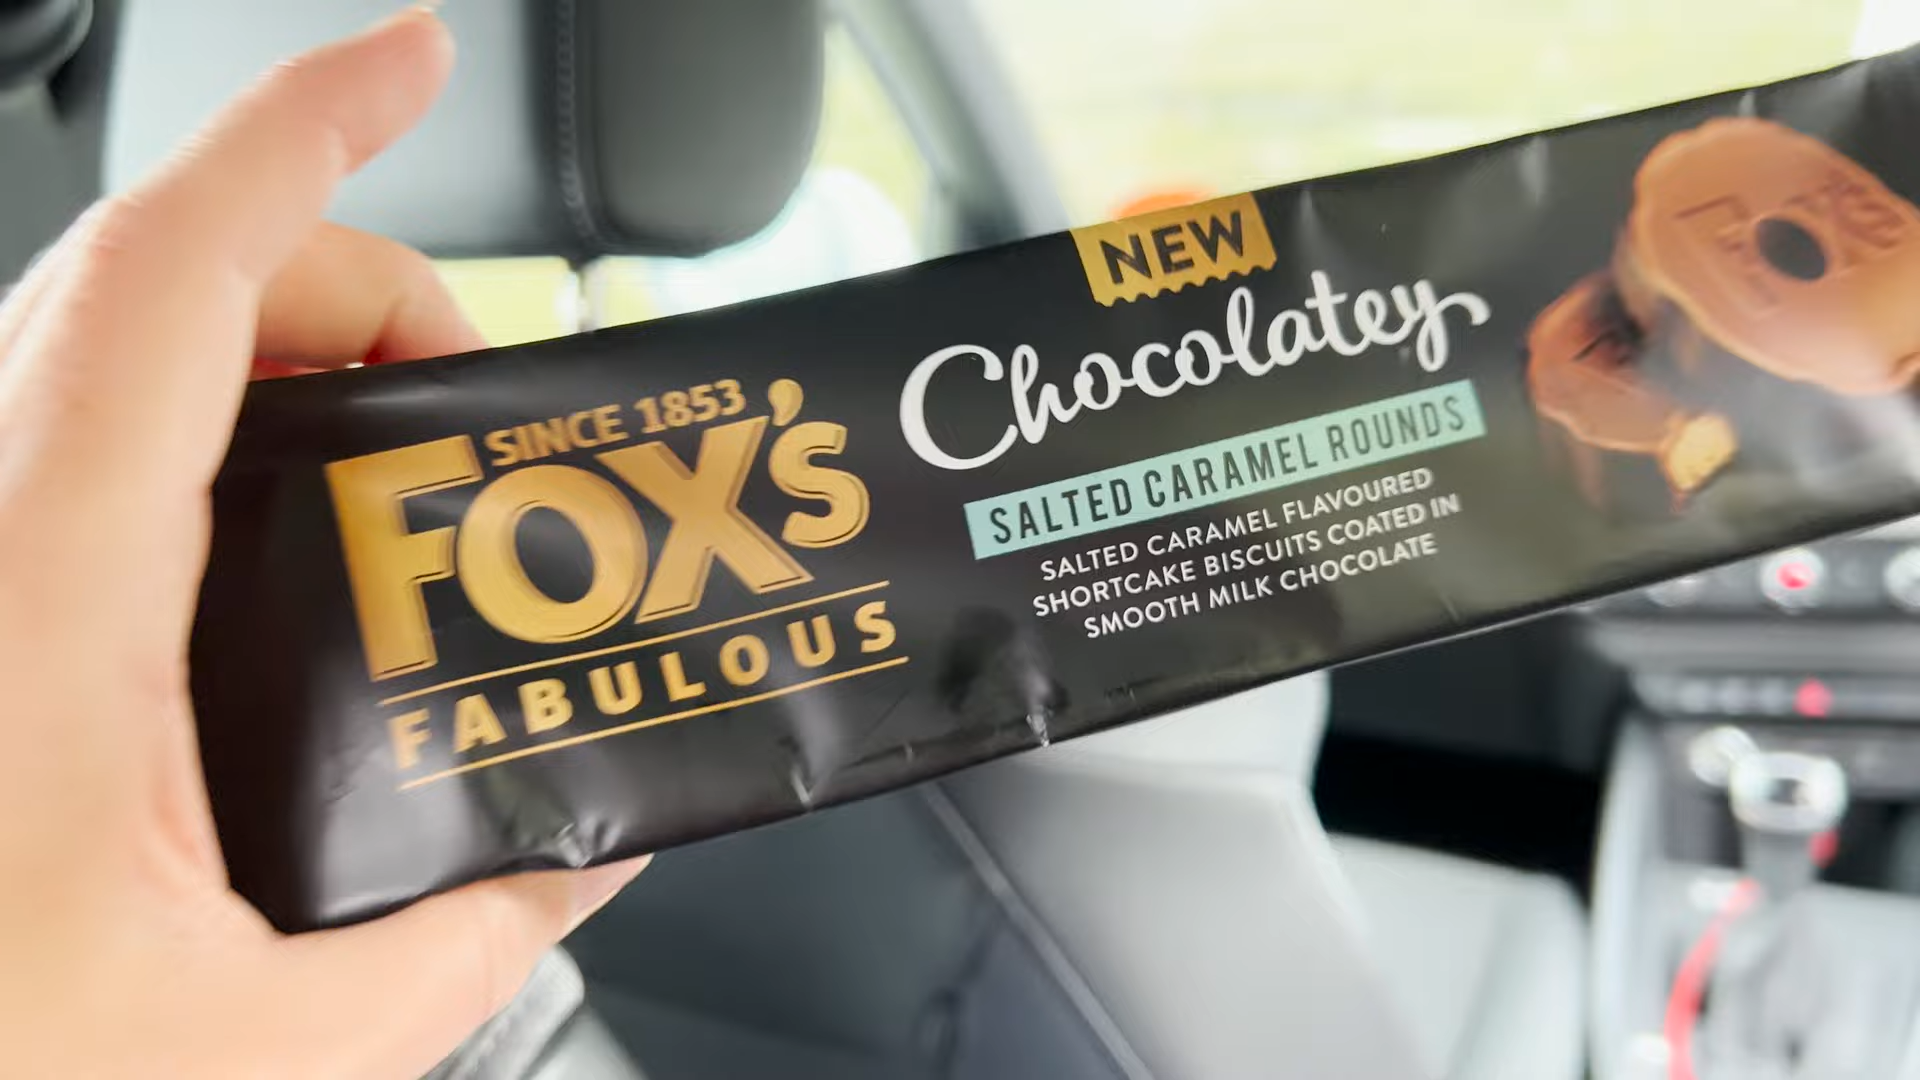 SINCE 1853
FOX'S
FABULOUS
NEW
Chocolatey
SALTED CARAMEL ROUNDS
SALTED CARAMEL FLAVOURED
SHORTCAKE BISCUITS COATED IN
SMOOTH MILK CHOCOLATE